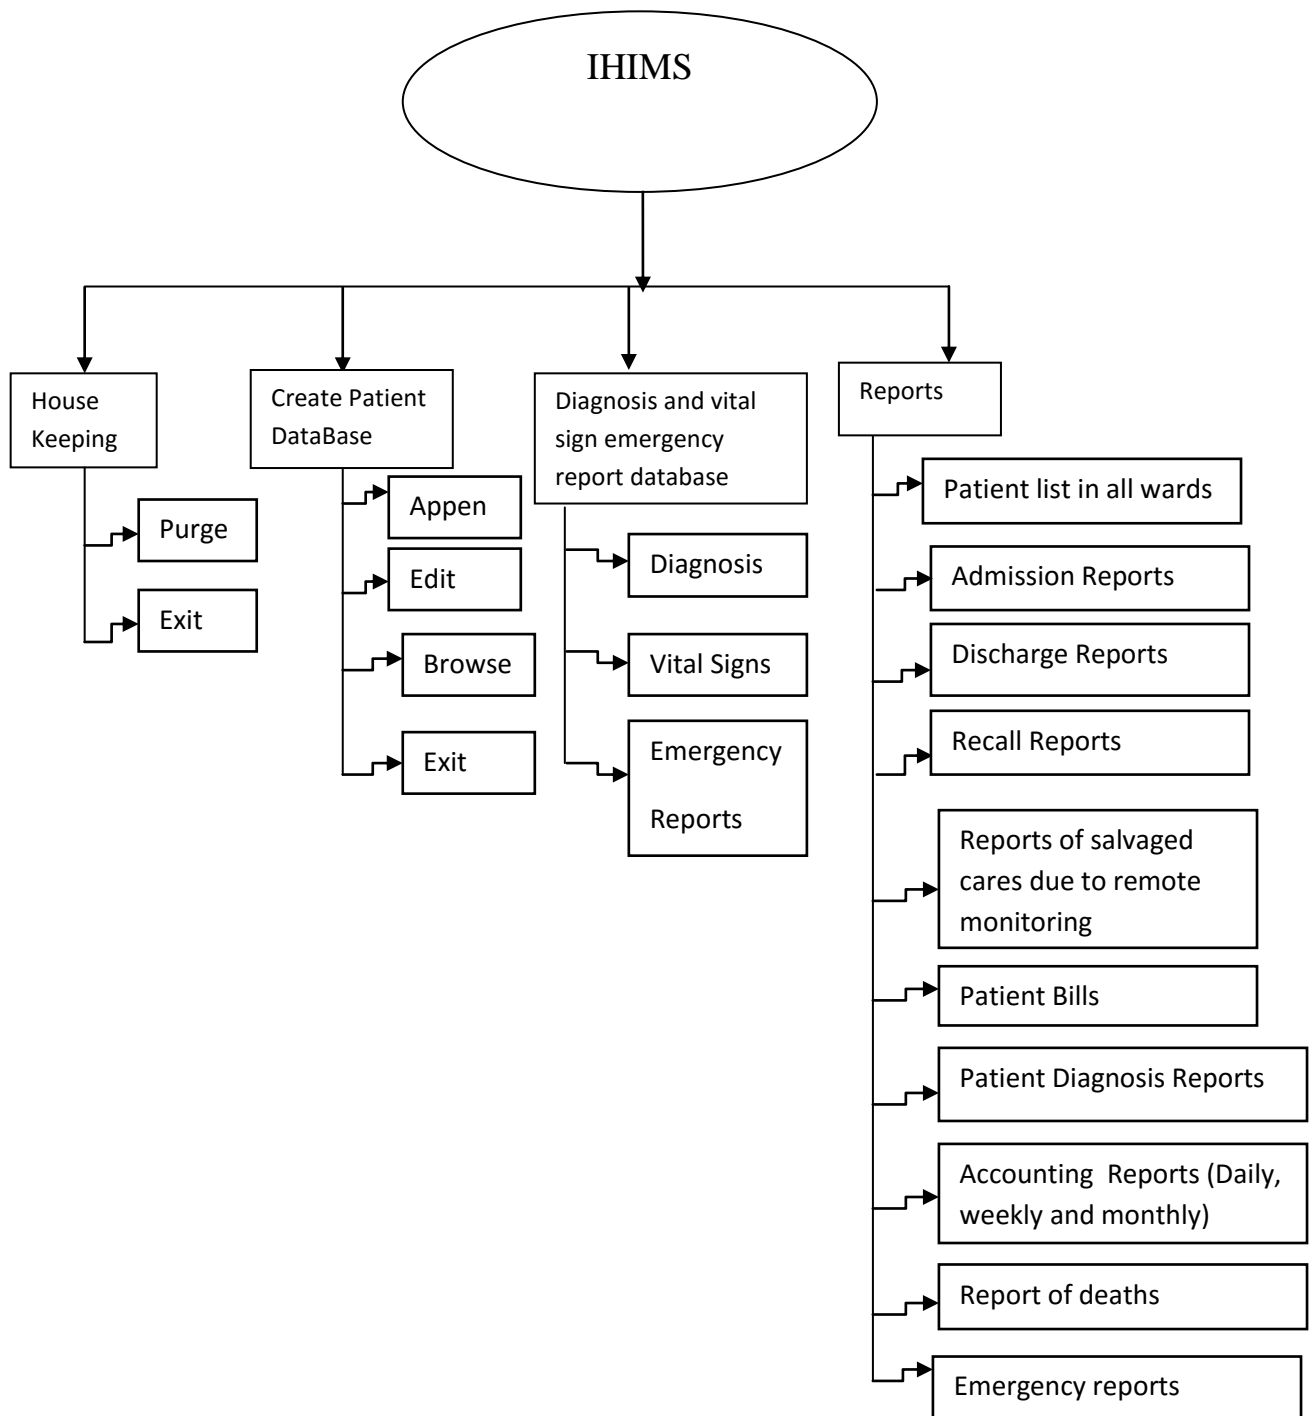 IHIMS
House
Keeping
Purge
Exit
Create Patient
DataBase
Appen
Edit
Browse
Exit
Diagnosis and vital
sign emergency
report database
Diagnosis
Vital Signs
Emergency
Reports
Reports
Patient list in all wards
Admission Reports
Discharge Reports
Recall Reports
Reports of salvaged
cares due to remote
monitoring
Patient Bills
Patient Diagnosis Reports
Accounting  Reports (Daily,
weekly and monthly)
Report of deaths
Emergency reports